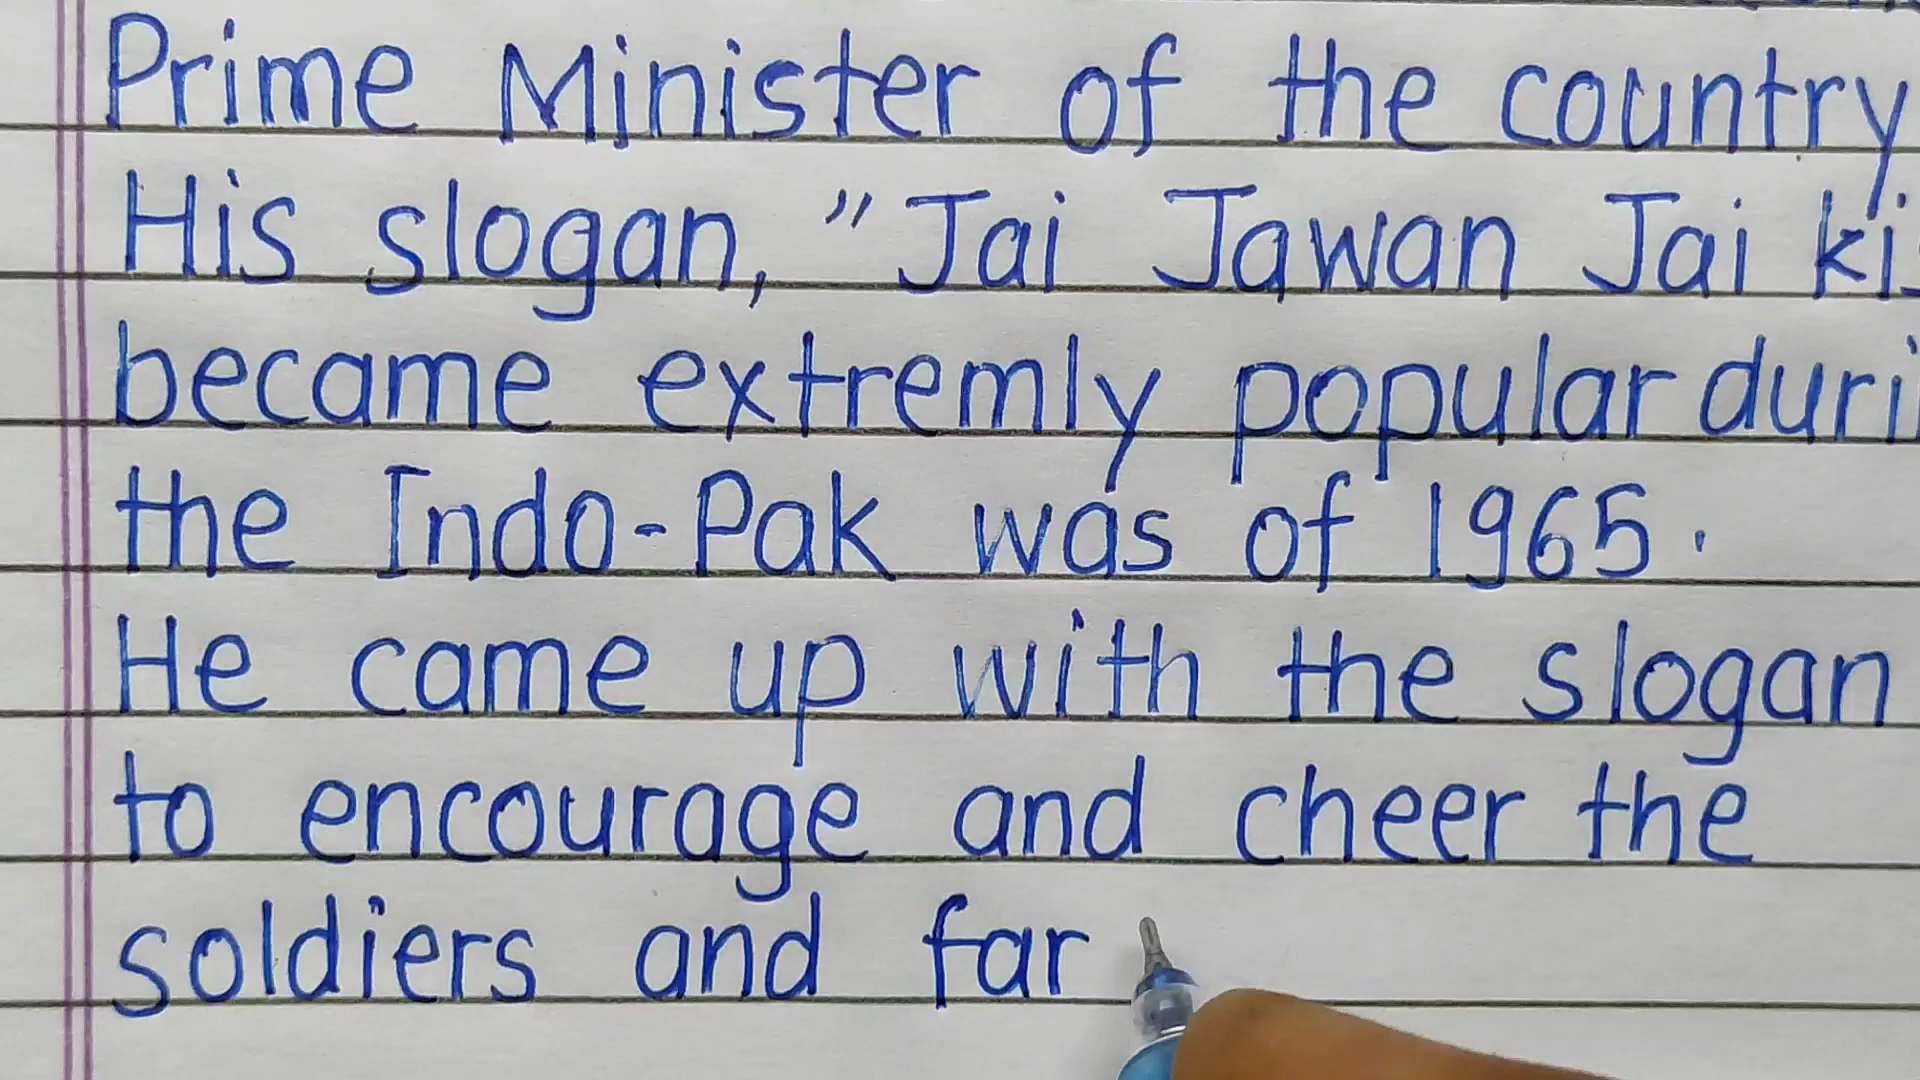 Prime Minister of the country
His slogan, "Jai Jawan Jai ki
became extremly popular duri
the Indo-Pak was of 1965.
He came up with the slogan
to encourage and cheer the
soldiers and far